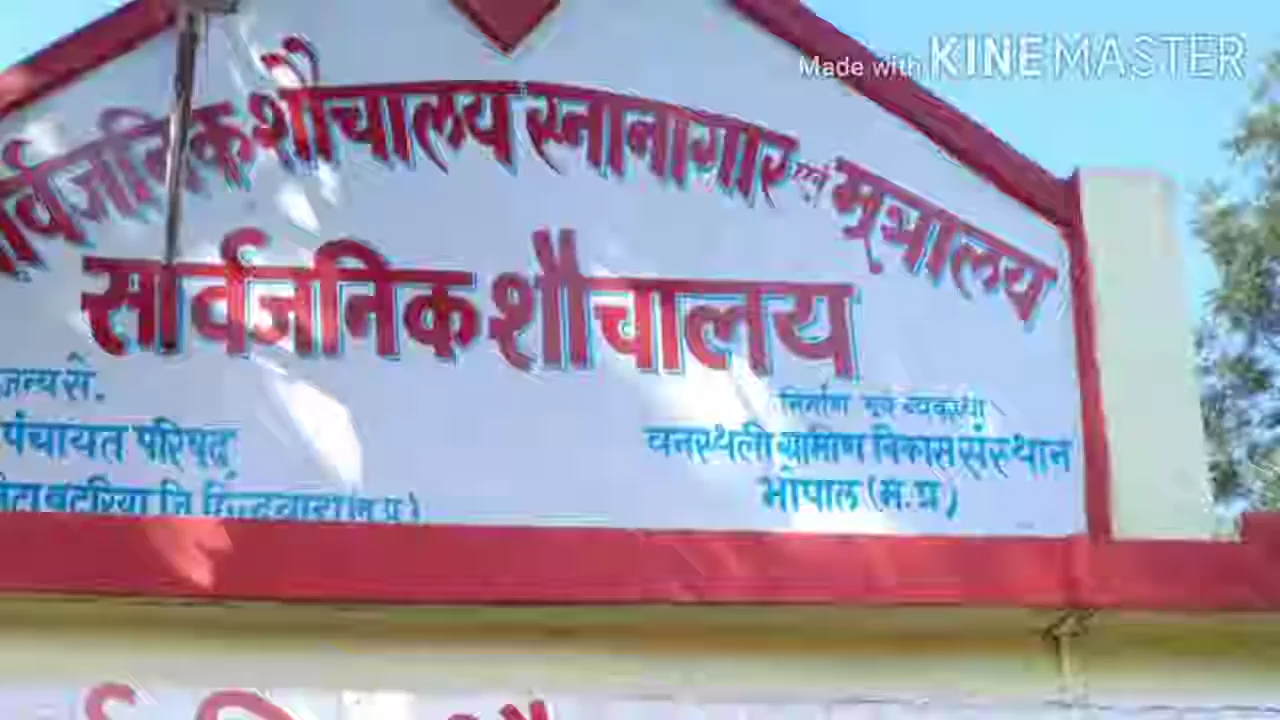 Made with KINEMASTER
सार्वजनिक शौचालय स्नानागार एवं मूत्रालय
सार्वजनिक शौचालय
जन्य से.
पंचायत परिषद
निर्माण एवं व्यवस्था
वनस्थली ग्रामीण विकास संस्थान
भोपाल (म.प्र.)